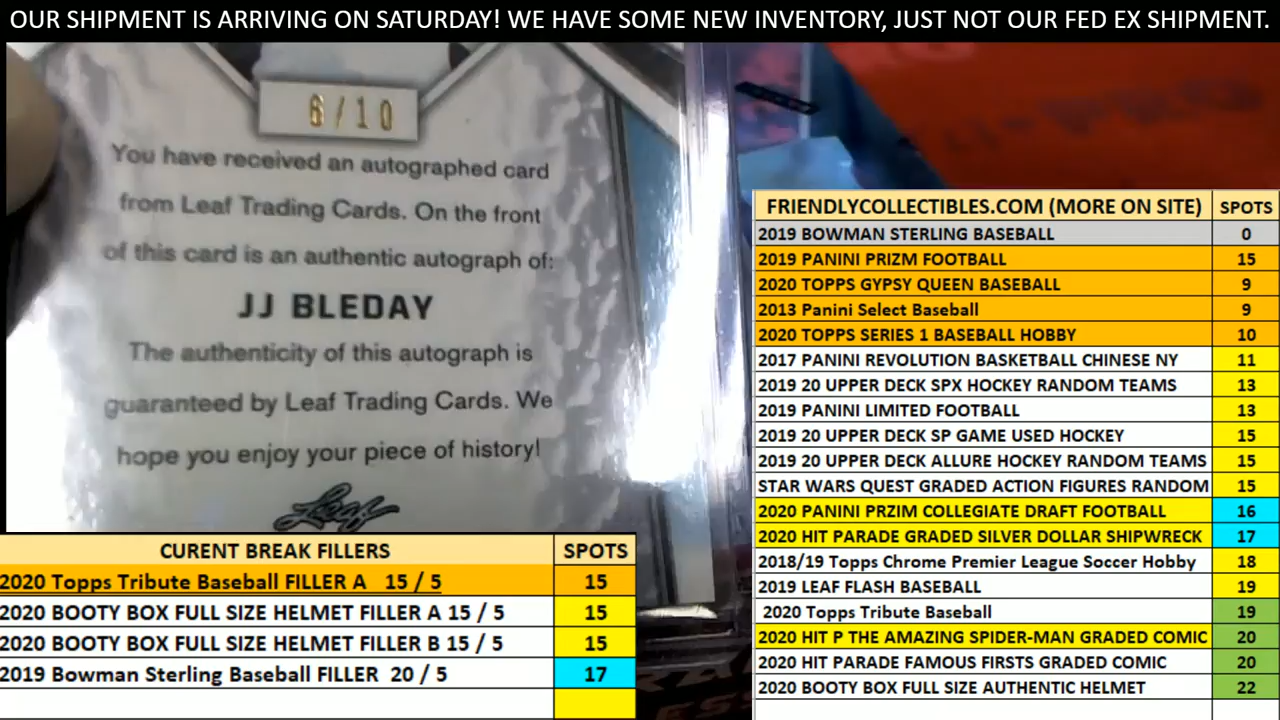 OUR SHIPMENT IS ARRIVING ON SATURDAY! WE HAVE SOME NEW INVENTORY, JUST NOT OUR FED EX SHIPMENT.
6/10
You have received an autographed card
from Leaf Trading Cards. On the front
of this card is an authentic autograph of:
JJ BLEDAY
The authenticity of this autograph is
guaranteed by Leaf Trading Cards. We
hope you enjoy your piece of history!
Leaf
CURENT BREAK FILLERS SPOTS
2020 Topps Tribute Baseball FILLER A 15 / 5 15
2020 BOOTY BOX FULL SIZE HELMET FILLER A 15 / 5 15
2020 BOOTY BOX FULL SIZE HELMET FILLER B 15 / 5 15
2019 Bowman Sterling Baseball FILLER 20 / 5 17
FRIENDLYCOLLECTIBLES.COM (MORE ON SITE) SPOTS
2019 BOWMAN STERLING BASEBALL 0
2019 PANINI PRIZM FOOTBALL 15
2020 TOPPS GYPSY QUEEN BASEBALL 9
2013 Panini Select Baseball 9
2020 TOPPS SERIES 1 BASEBALL HOBBY 10
2017 PANINI REVOLUTION BASKETBALL CHINESE NY 11
2019 20 UPPER DECK SPX HOCKEY RANDOM TEAMS 13
2019 PANINI LIMITED FOOTBALL 13
2019 20 UPPER DECK SP GAME USED HOCKEY 15
2019 20 UPPER DECK ALLURE HOCKEY RANDOM TEAMS 15
STAR WARS QUEST GRADED ACTION FIGURES RANDOM 15
2020 PANINI PRZIM COLLEGIATE DRAFT FOOTBALL 16
2020 HIT PARADE GRADED SILVER DOLLAR SHIPWRECK 17
2018/19 Topps Chrome Premier League Soccer Hobby 18
2019 LEAF FLASH BASEBALL 19
2020 Topps Tribute Baseball 19
2020 HIT P THE AMAZING SPIDER-MAN GRADED COMIC 20
2020 HIT PARADE FAMOUS FIRSTS GRADED COMIC 20
2020 BOOTY BOX FULL SIZE AUTHENTIC HELMET 22